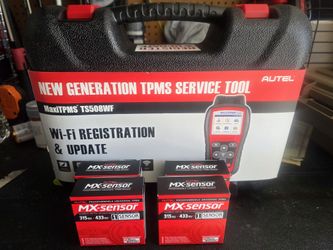 NEW GENERATION TPMS SERVICE TOOL
AUTEL
MaxiTPMS® TS508WF
Wi-Fi REGISTRATION
& UPDATE
MX-sensor
MX-sensor
MX-sensor
315MHz 433MHz 1 SENSOR
MX-sensor
315MHz 433MHz 1 SENSOR